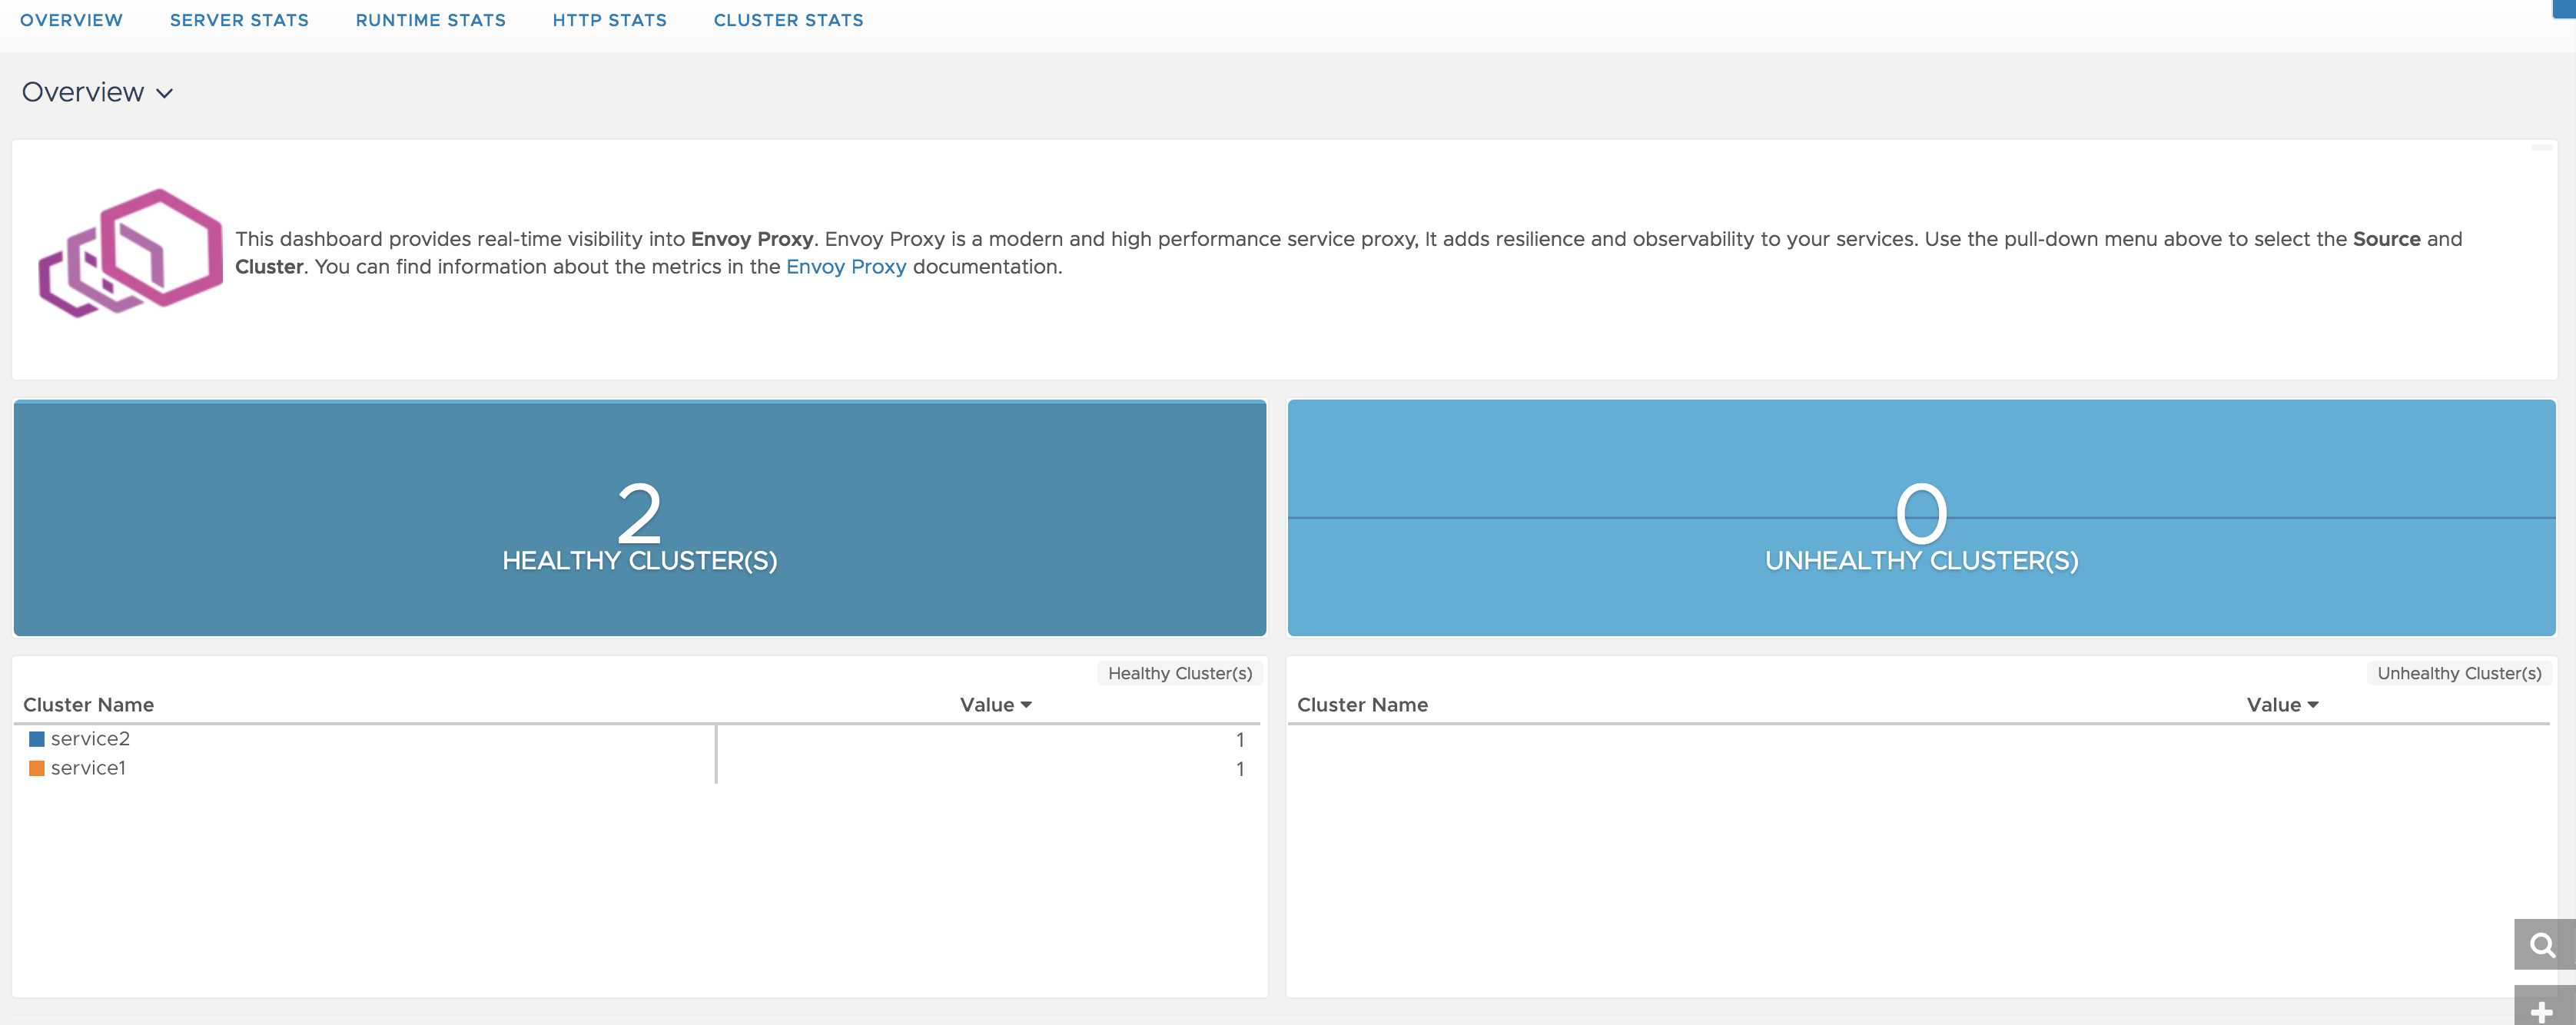 OVERVIEW SERVER STATS RUNTIME STATS HTTP STATS CLUSTER STATS
Overview
This dashboard provides real-time visibility into Envoy Proxy. Envoy Proxy is a modern and high performance service proxy, It adds resilience and observability to your services. Use the pull-down menu above to select the Source and
Cluster. You can find information about the metrics in the Envoy Proxy documentation.
2
HEALTHY CLUSTER(S)
0
UNHEALTHY CLUSTER(S)
Healthy Cluster(s)
Cluster Name Value
service2 1
service1 1
Unhealthy Cluster(s)
Cluster Name Value